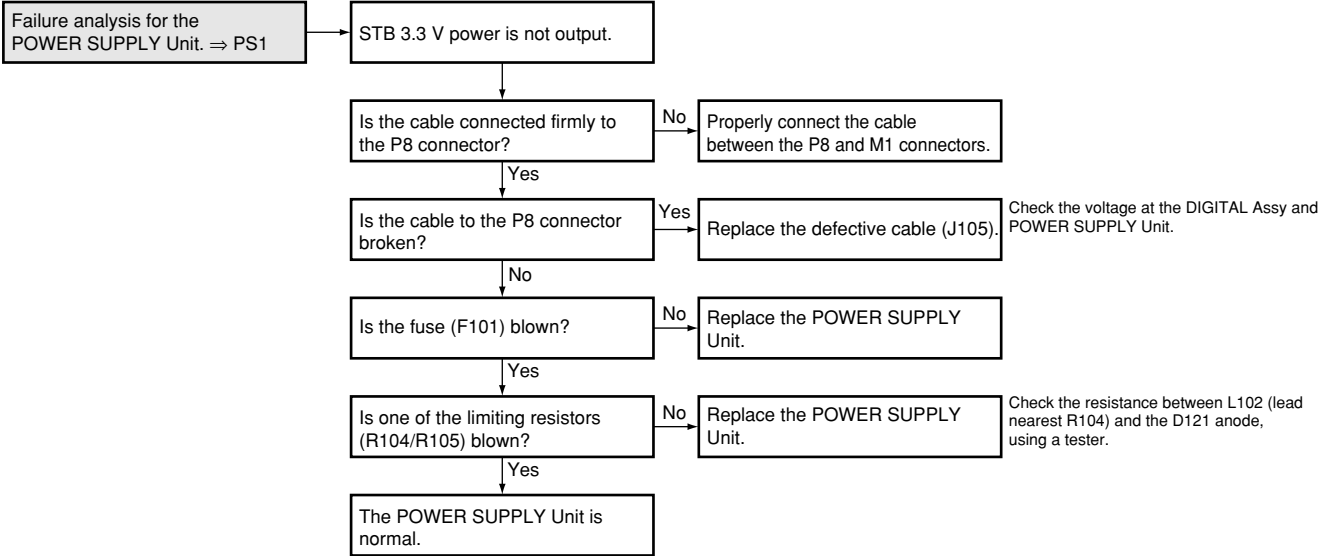 Failure analysis for the
POWER SUPPLY Unit. ⇒ PS1
STB 3.3 V power is not output.
Is the cable connected firmly to
the P8 connector?
No
Properly connect the cable
between the P8 and M1 connectors.
Yes
Is the cable to the P8 connector
broken?
Yes
Replace the defective cable (J105).
Check the voltage at the DIGITAL Assy and
POWER SUPPLY Unit.
No
Is the fuse (F101) blown?
No
Replace the POWER SUPPLY
Unit.
Yes
Is one of the limiting resistors
(R104/R105) blown?
No
Replace the POWER SUPPLY
Unit.
Check the resistance between L102 (lead
nearest R104) and the D121 anode,
using a tester.
Yes
The POWER SUPPLY Unit is
normal.